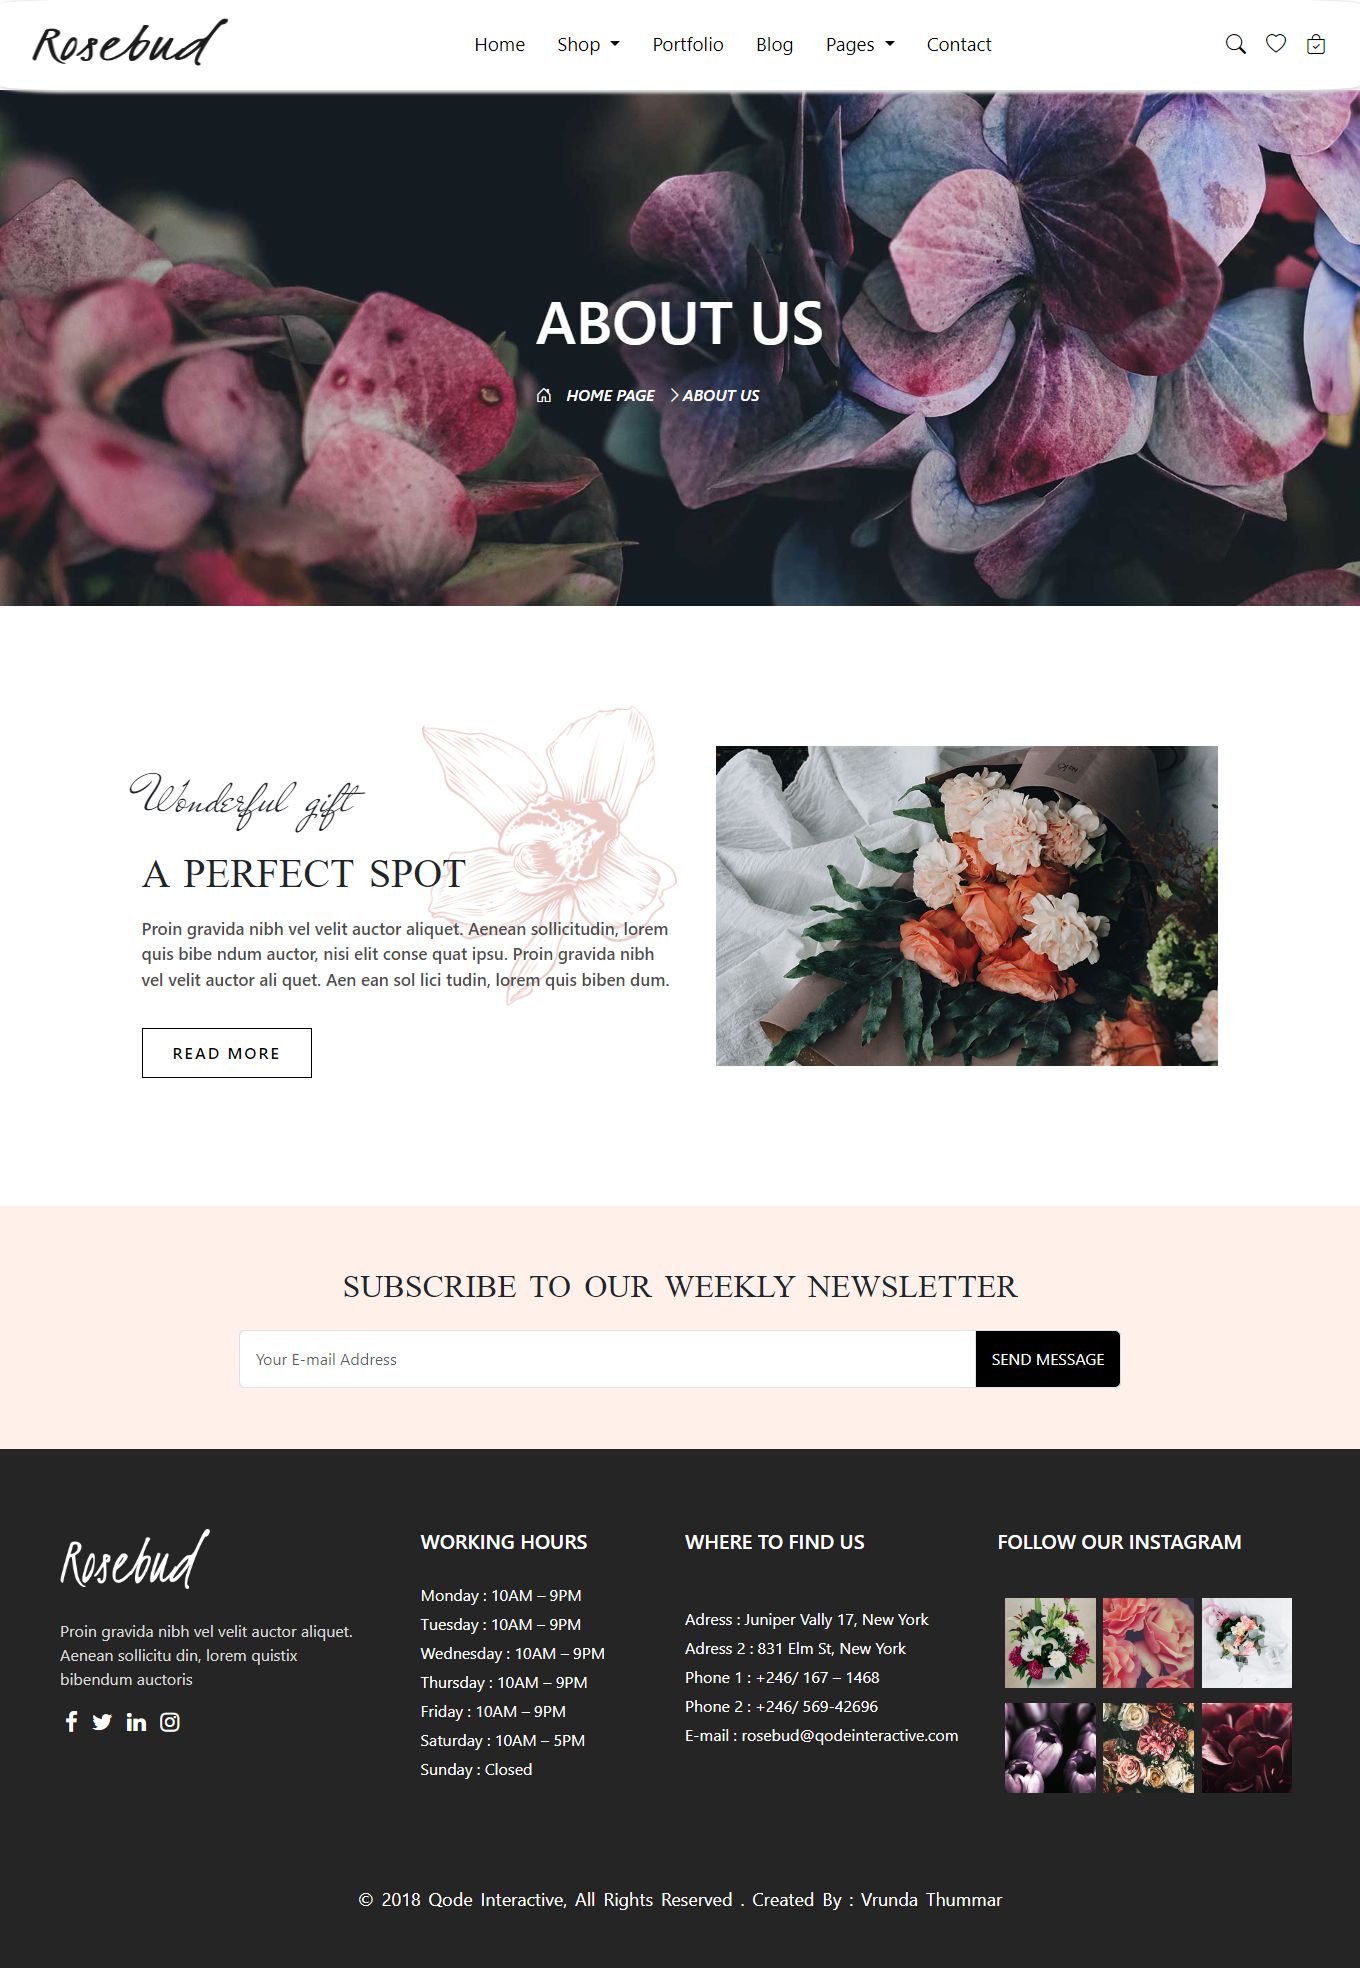 Rosebud
Home Shop Portfolio Blog Pages Contact
ABOUT US
HOME PAGE > ABOUT US
Wonderful gift
A PERFECT SPOT
Proin gravida nibh vel velit auctor aliquet. Aenean sollicitudin, lorem
quis bibe ndum auctor, nisi elit conse quat ipsu. Proin gravida nibh
vel velit auctor ali quet. Aen ean sol lici tudin, lorem quis biben dum.
READ MORE
SUBSCRIBE TO OUR WEEKLY NEWSLETTER
Your E-mail Address
SEND MESSAGE
Rosebud
Proin gravida nibh vel velit auctor aliquet.
Aenean sollicitu din, lorem quistix
bibendum auctoris
WORKING HOURS
Monday : 10AM – 9PM
Tuesday : 10AM – 9PM
Wednesday : 10AM – 9PM
Thursday : 10AM – 9PM
Friday : 10AM – 9PM
Saturday : 10AM – 5PM
Sunday : Closed
WHERE TO FIND US
Adress : Juniper Vally 17, New York
Adress 2 : 831 Elm St, New York
Phone 1 : +246/ 167 – 1468
Phone 2 : +246/ 569-42696
E-mail : rosebud@qodeinteractive.com
FOLLOW OUR INSTAGRAM
© 2018 Qode Interactive, All Rights Reserved . Created By : Vrunda Thummar